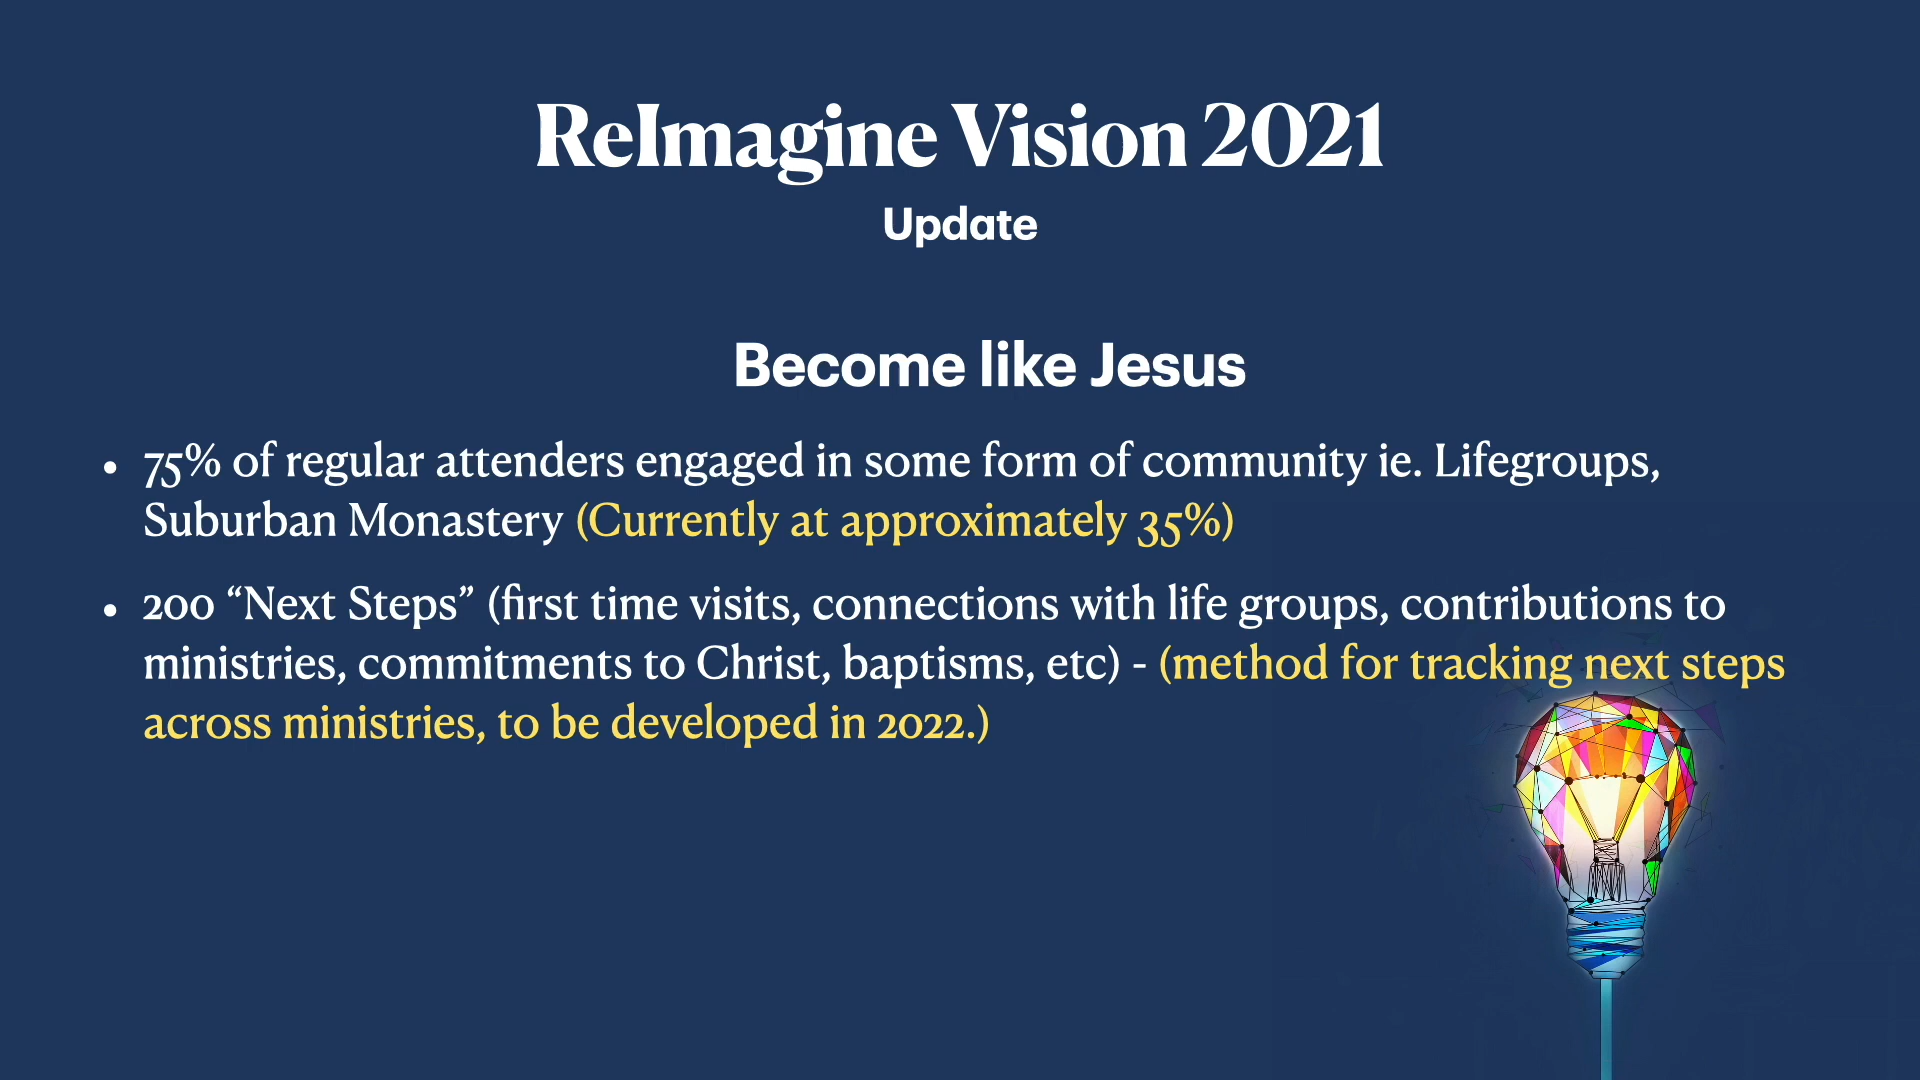 ReImagine Vision 2021
Update
Become like Jesus
• 75% of regular attenders engaged in some form of community ie. Lifegroups,
Suburban Monastery (Currently at approximately 35%)
• 200 “Next Steps” (first time visits, connections with life groups, contributions to
ministries, commitments to Christ, baptisms, etc) - (method for tracking next steps
across ministries, to be developed in 2022.)